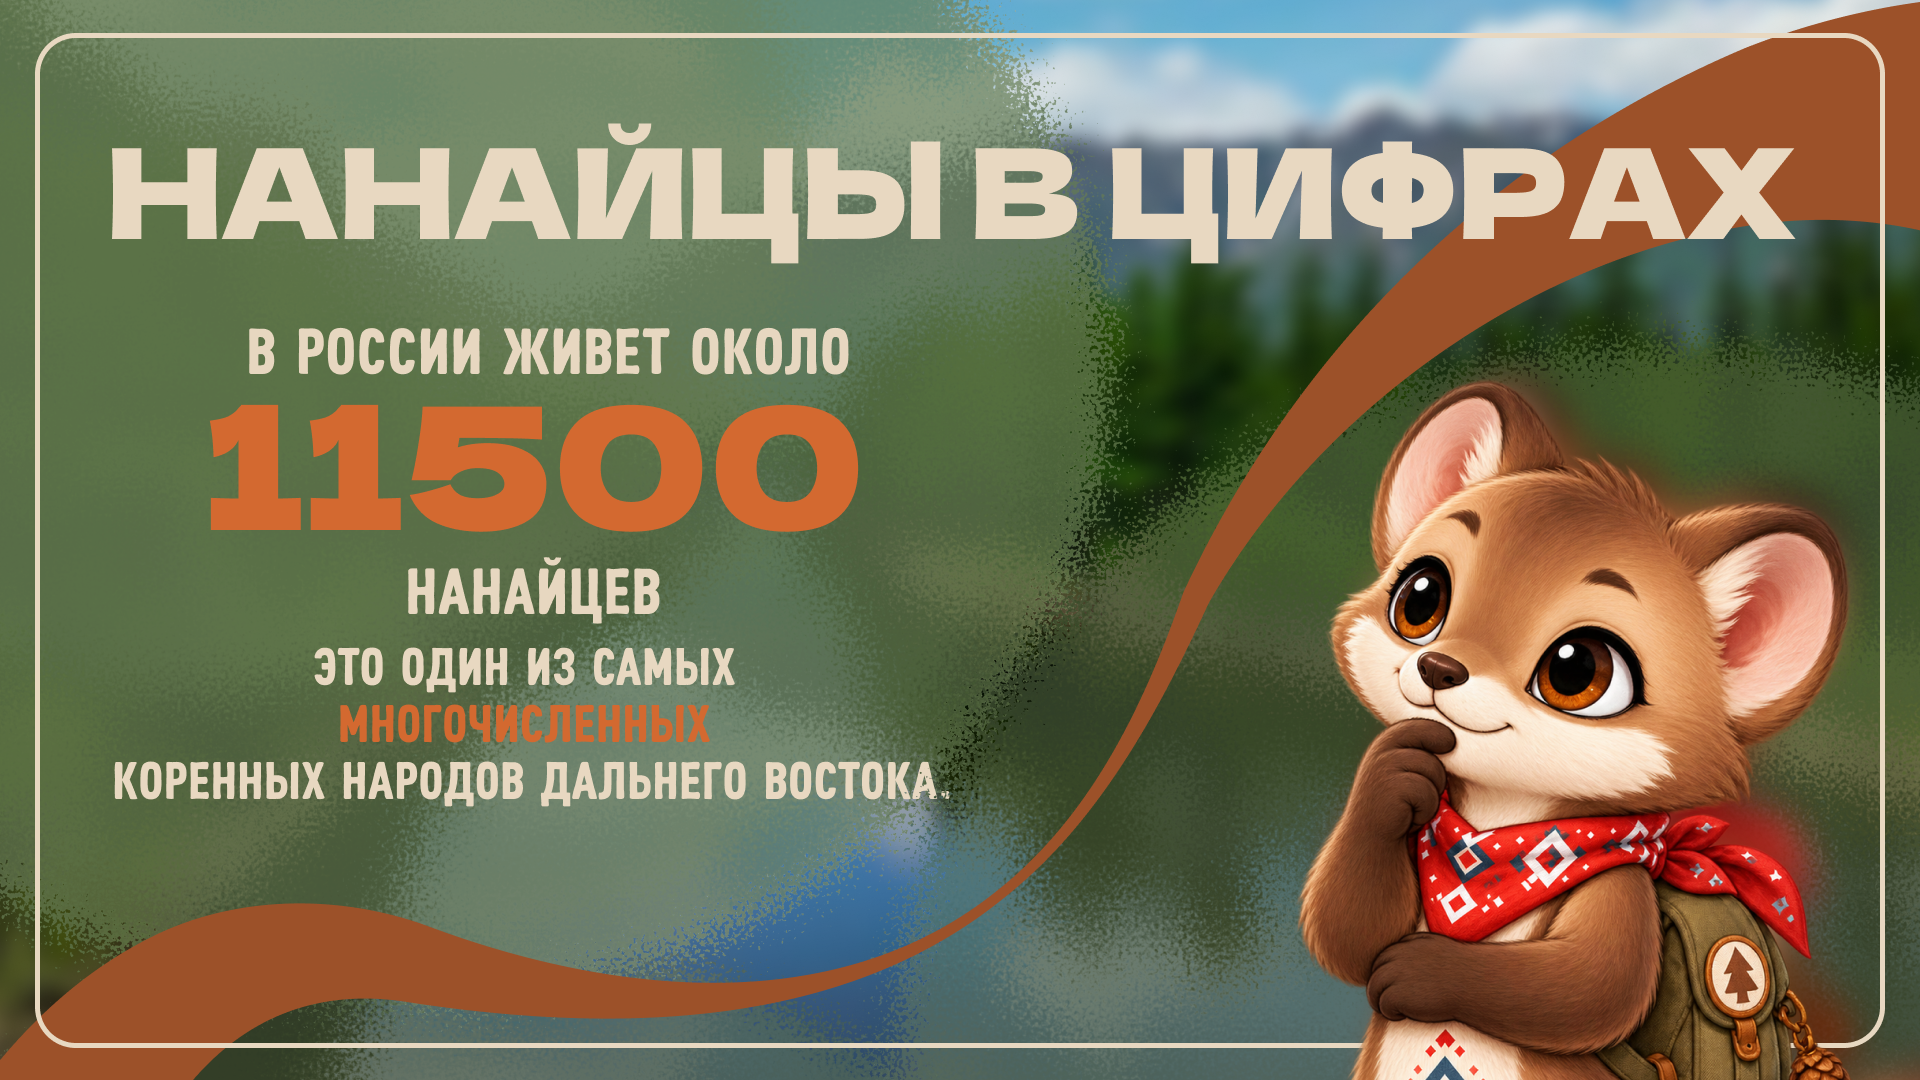 НАНАЙЦЫ В ЦИФРАХ
В РОССИИ ЖИВЕТ ОКОЛО
11500
НАНАЙЦЕВ
ЭТО ОДИН ИЗ САМЫХ
МНОГОЧИСЛЕННЫХ
КОРЕННЫХ НАРОДОВ ДАЛЬНЕГО ВОСТОКА.